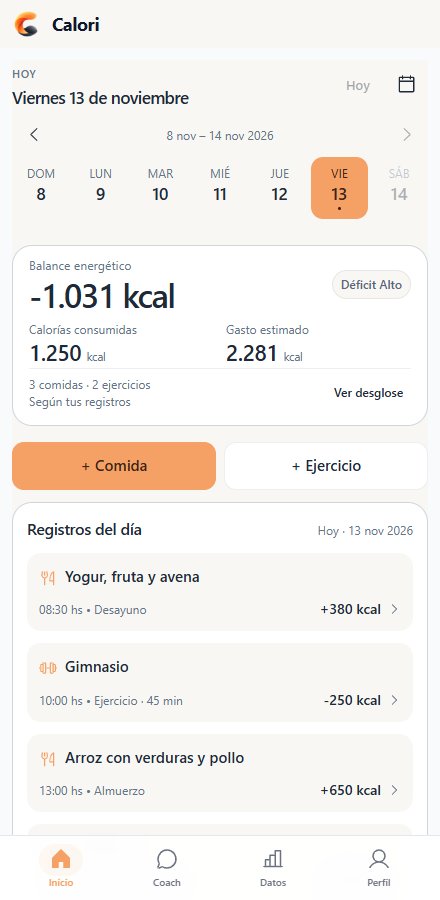 Calori
HOY
Viernes 13 de noviembre
Hoy
8 nov – 14 nov 2026
DOM LUN MAR MIÉ JUE VIE SÁB
8 9 10 11 12 13 14
Balance energético
-1.031 kcal
Déficit Alto
Calorías consumidas
1.250 kcal
Gasto estimado
2.281 kcal
3 comidas · 2 ejercicios
Según tus registros
Ver desglose
+ Comida
+ Ejercicio
Registros del día
Hoy · 13 nov 2026
Yogur, fruta y avena
08:30 hs • Desayuno
+380 kcal
Gimnasio
10:00 hs • Ejercicio · 45 min
-250 kcal
Arroz con verduras y pollo
13:00 hs • Almuerzo
+650 kcal
Inicio
Coach
Datos
Perfil